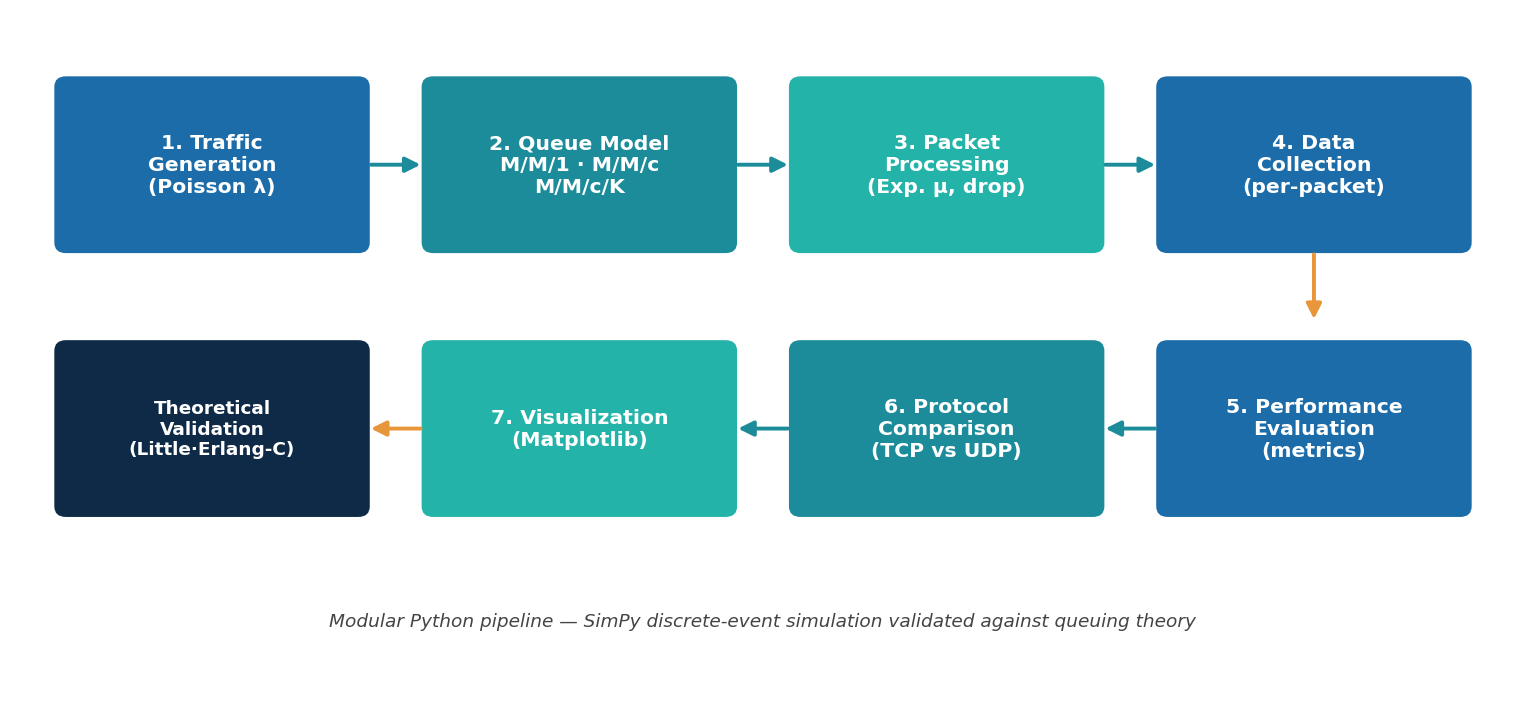 1. Traffic
Generation
(Poisson λ)
2. Queue Model
M/M/1 · M/M/c
M/M/c/K
3. Packet
Processing
(Exp. μ, drop)
4. Data
Collection
(per-packet)
5. Performance
Evaluation
(metrics)
6. Protocol
Comparison
(TCP vs UDP)
7. Visualization
(Matplotlib)
Theoretical
Validation
(Little·Erlang-C)
Modular Python pipeline — SimPy discrete-event simulation validated against queuing theory